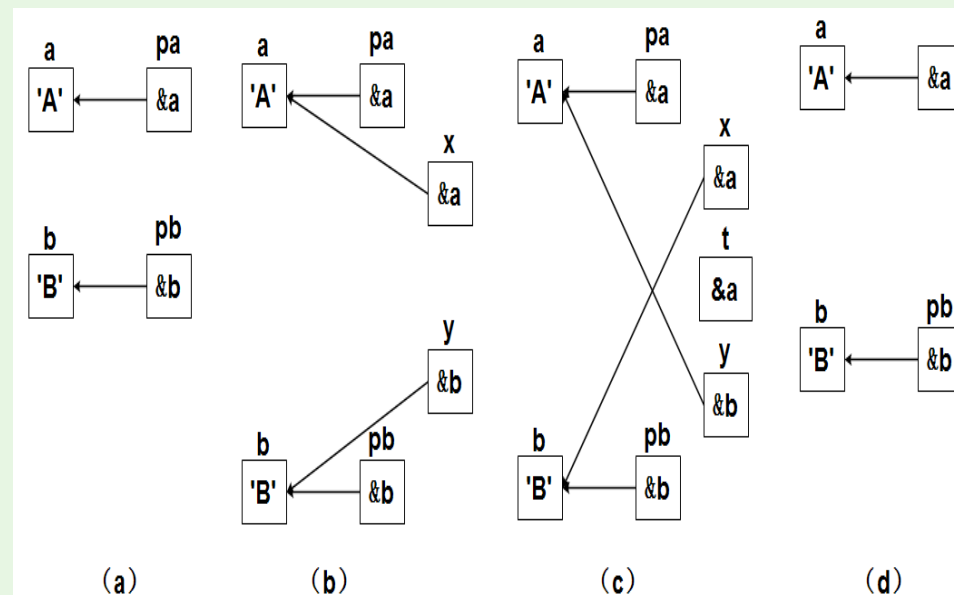 a pa
'A' &a
b pb
'B' &b
(a)
a pa
'A' &a
x
&a
y
&b
b pb
'B' &b
(b)
a pa
'A' &a
x
&a
t
&a
y
&b
b pb
'B' &b
(c)
a
'A' &a
b pb
'B' &b
(d)